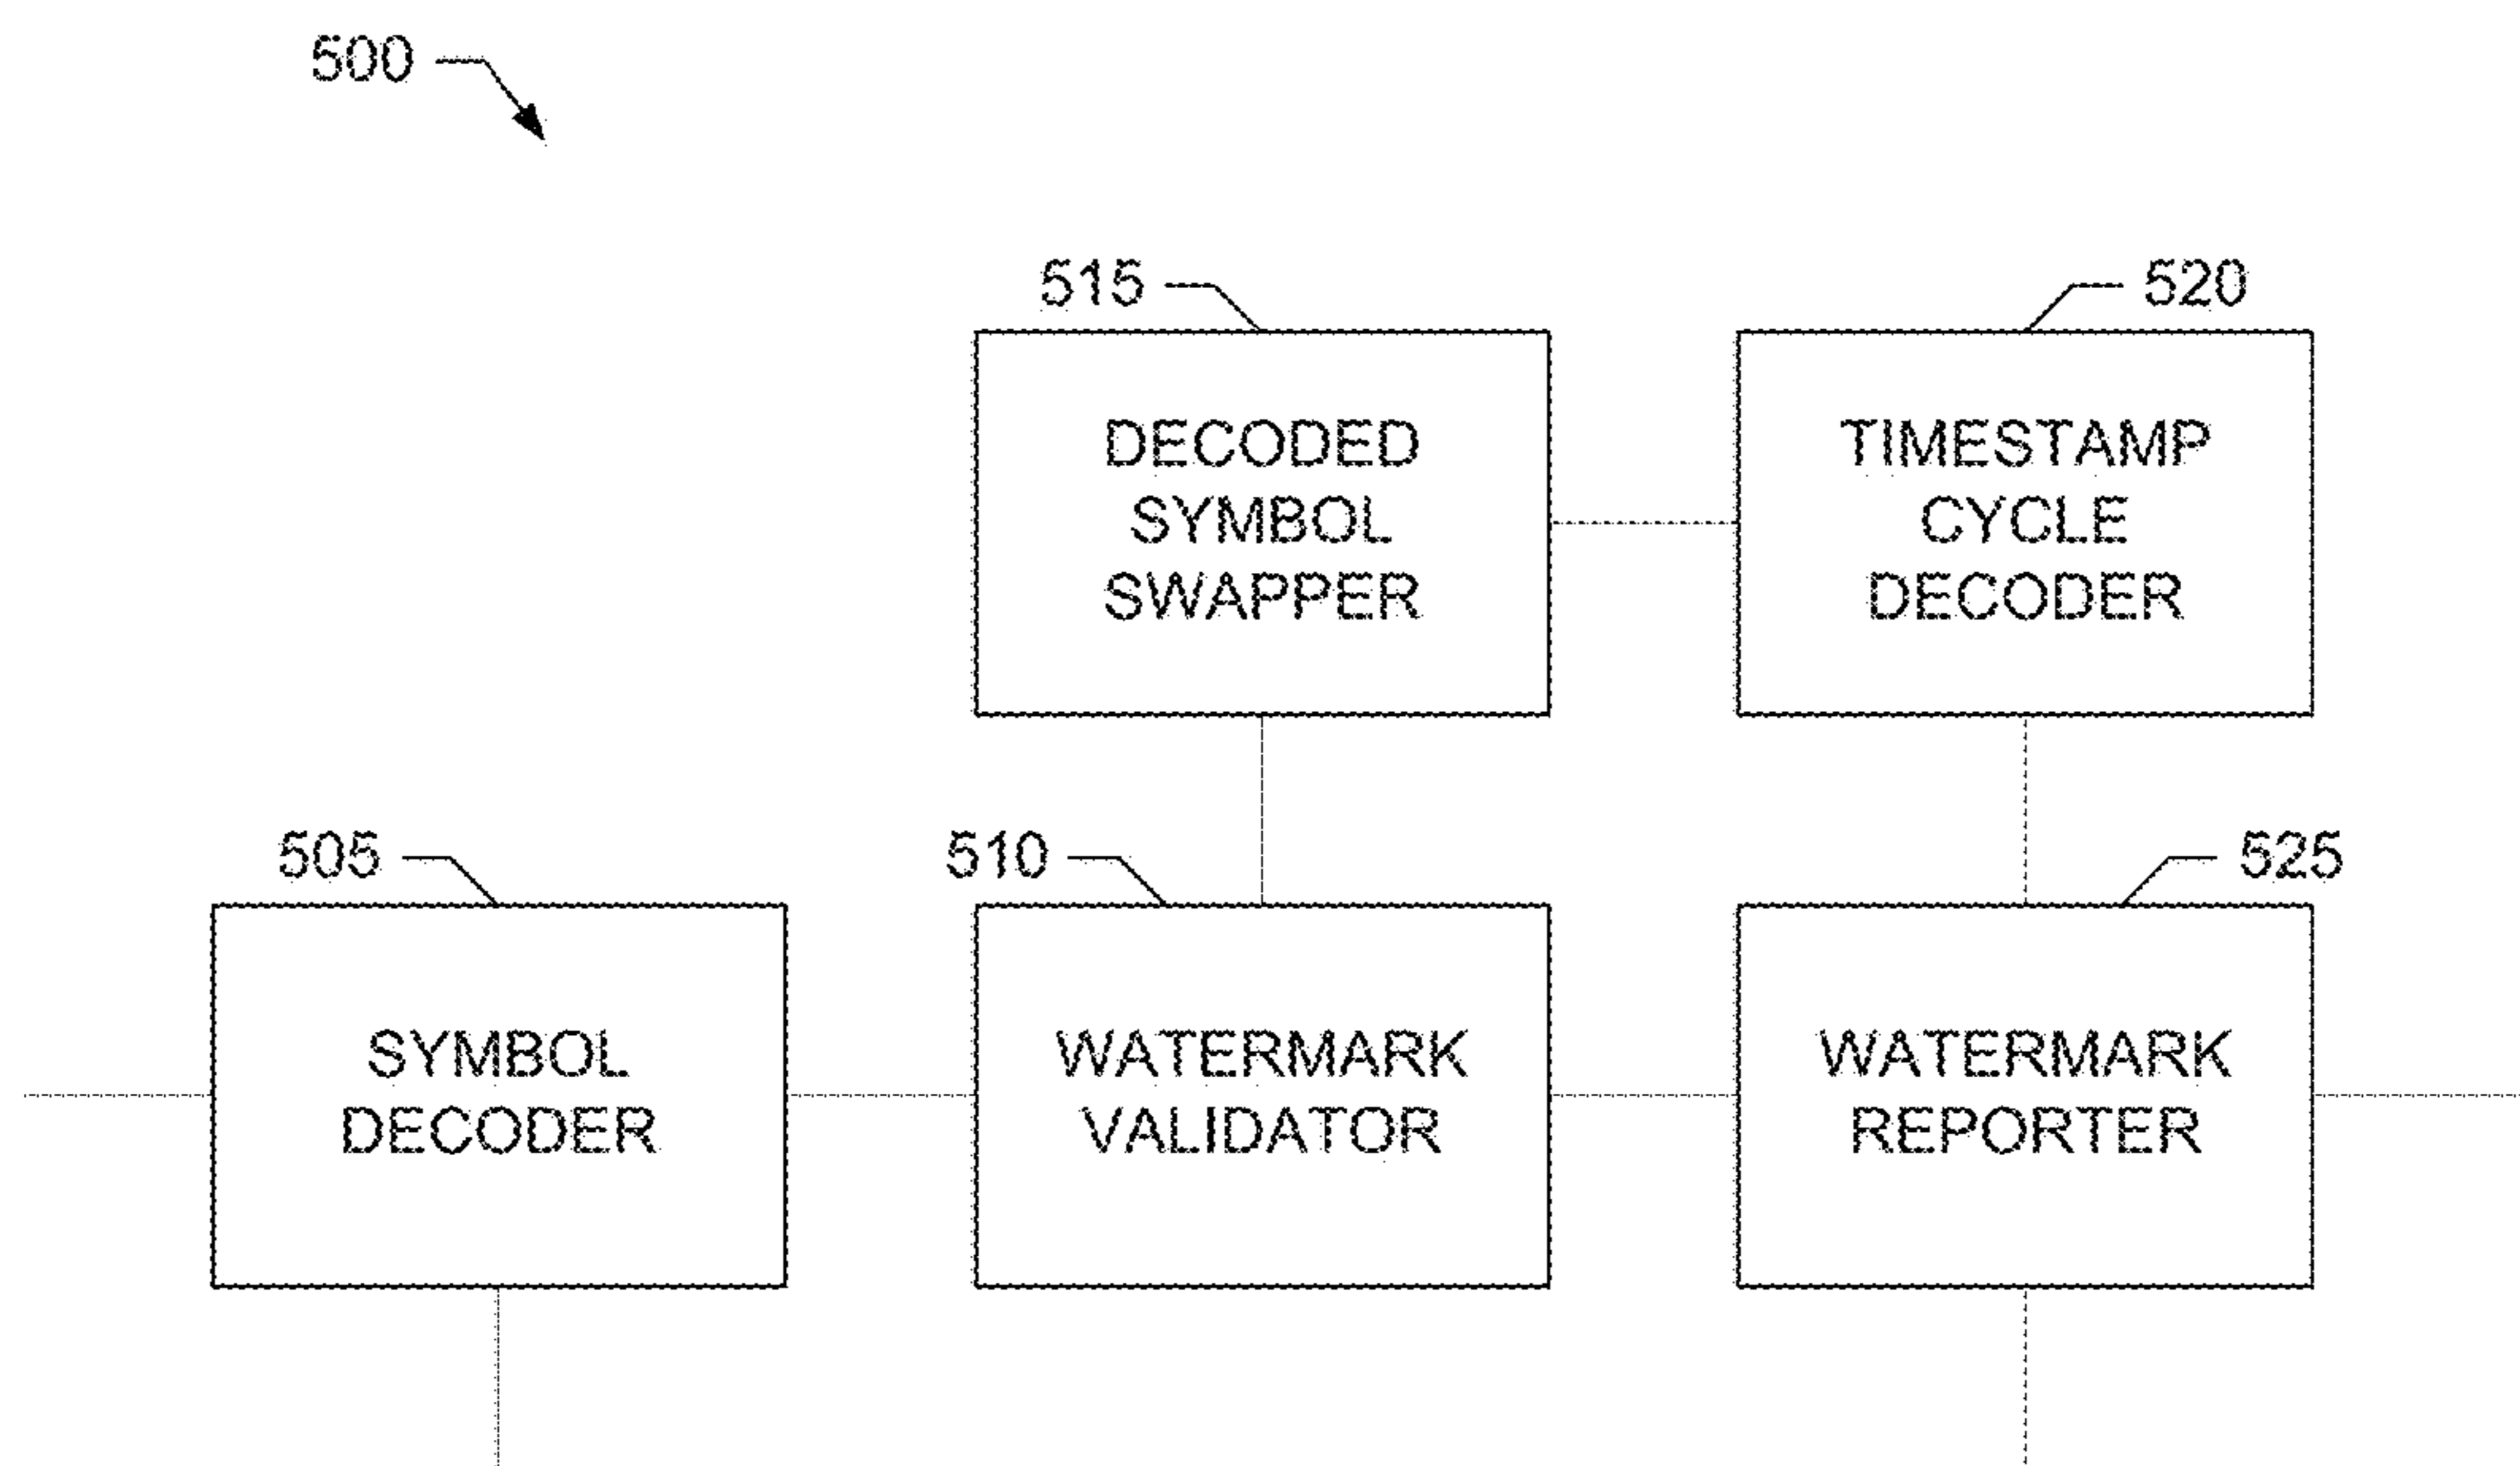 500
515
520
DECODED
SYMBOL
SWAPPER
TIMESTAMP
CYCLE
DECODER
505
510
525
SYMBOL
DECODER
WATERMARK
VALIDATOR
WATERMARK
REPORTER